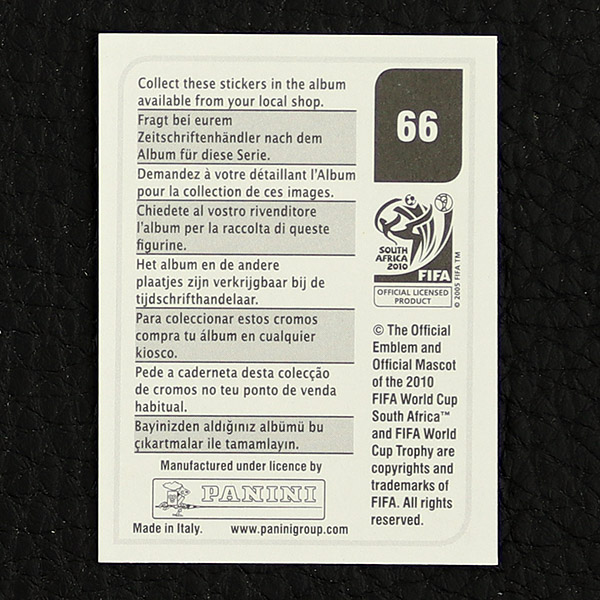 Collect these stickers in the album
available from your local shop.
Fragt bei eurem
Zeitschriftenhändler nach dem
Album für diese Serie.
Demandez à votre détaillant l'Album
pour la collection de ces images.
Chiedete al vostro rivenditore
l'album per la raccolta di queste
figurine.
Het album en de andere
plaatjes zijn verkrijgbaar bij de
tijdschrifthandelaar.
Para coleccionar estos cromos
compra tu álbum en cualquier
kiosco.
Pede a caderneta desta colecção
de cromos no teu ponto de venda
habitual.
Bayinizden aldığınız albümü bu
çıkartmalar ile tamamlayın.
Manufactured under licence by
PANINI
Made in Italy. www.paninigroup.com
66
SOUTH
AFRICA
2010
FIFA
OFFICIAL LICENSED
PRODUCT
© 2005 FIFA TM
© The Official
Emblem and
Official Mascot
of the 2010
FIFA World Cup
South Africa™
and FIFA World
Cup Trophy are
copyrights and
trademarks of
FIFA. All rights
reserved.